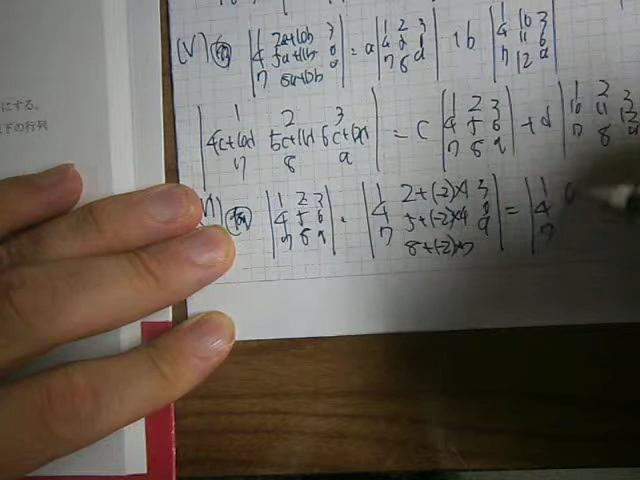 にする。
下の行列
(V) 例 |1 2a+10b 3 / 4 5a+11b 6 / 7 8a+12b 9| = a |1 2 3 / 4 5 6 / 7 8 9| + b |1 10 3 / 4 11 6 / 7 12 9|
|1 2 3 / 4c+10d 5c+11d 6c+12d / 7 8 9| = c |1 2 3 / 4 5 6 / 7 8 9| + d |1 2 3 / 10 11 12 / 7 8 9|
|1 2 3 / 4 5 6 / 7 8 9| = |1 2+(-2)×1 3 / 4 5+(-2)×4 6 / 7 8+(-2)×7 9| = |1 0 / 4 / 7